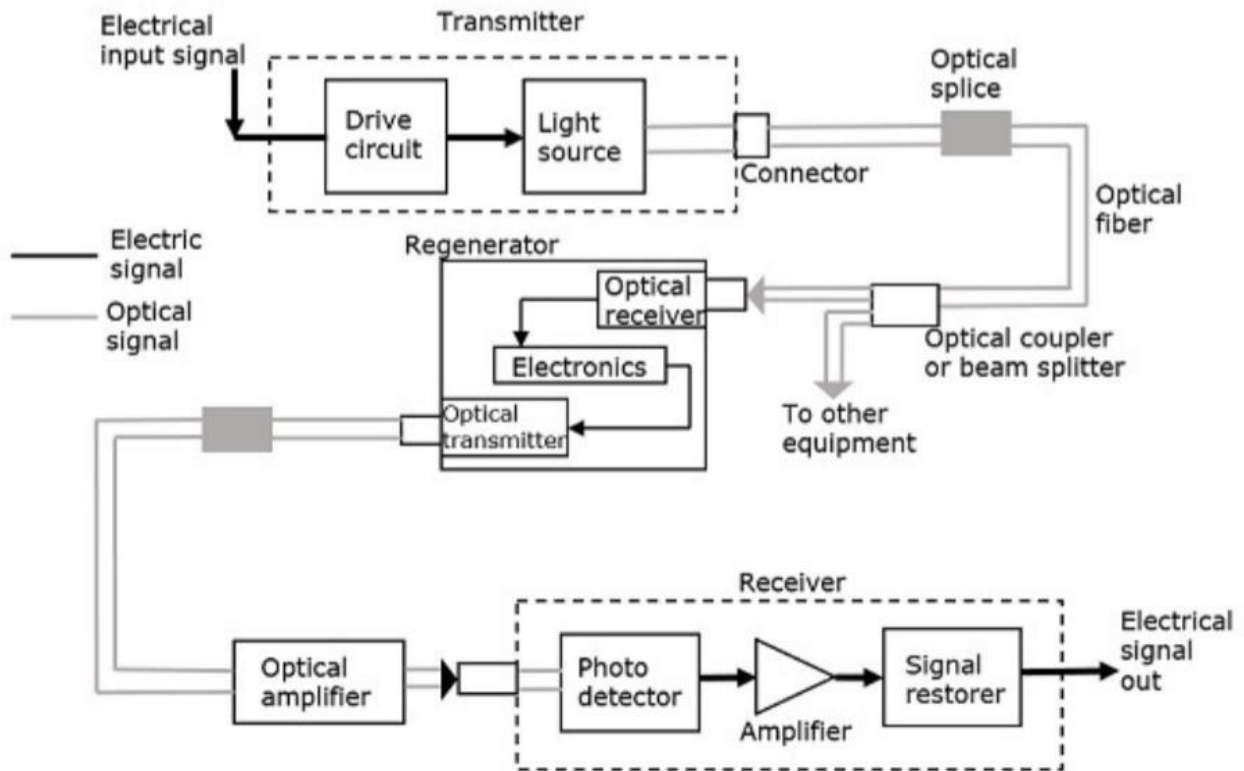 Electrical
input signal
Transmitter
Drive
circuit
Light
source
Connector
Optical
splice
Optical
fiber
Electric
signal
Optical
signal
Regenerator
Optical
receiver
Electronics
Optical
transmitter
Optical coupler
or beam splitter
To other
equipment
Receiver
Optical
amplifier
Photo
detector
Amplifier
Signal
restorer
Electrical
signal
out